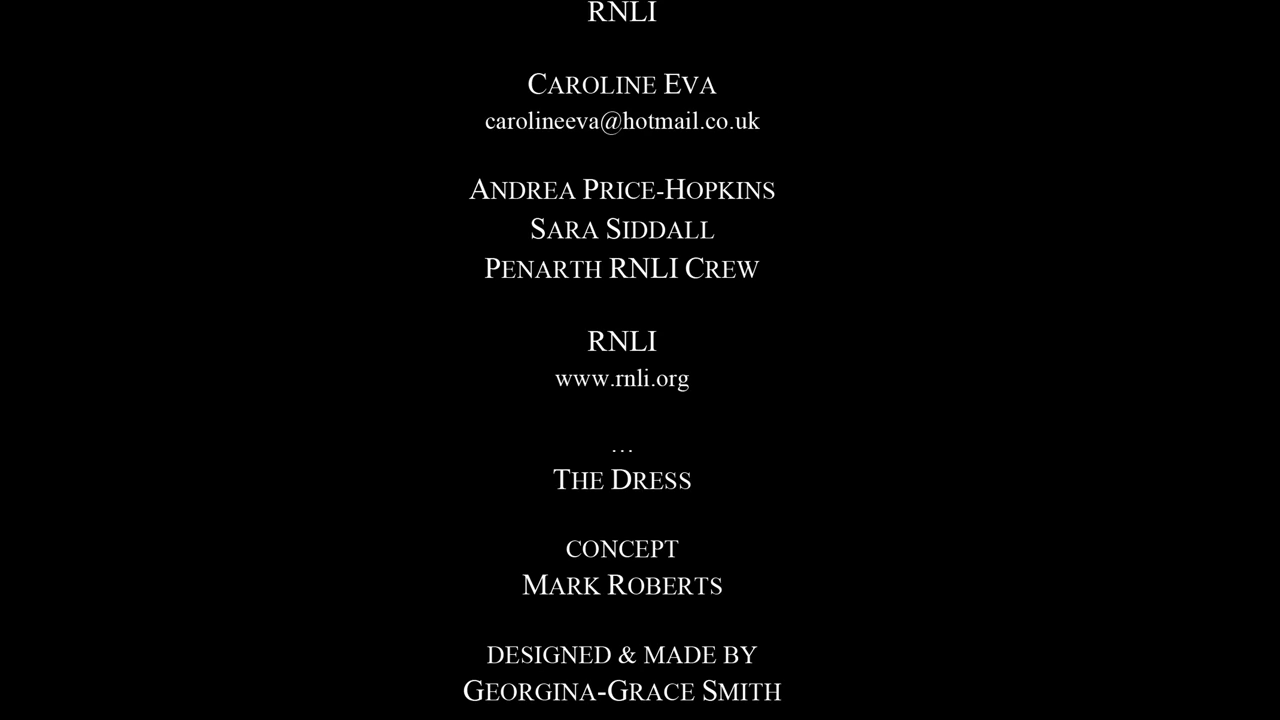 RNLI
CAROLINE EVA
carolineeva@hotmail.co.uk
ANDREA PRICE-HOPKINS
SARA SIDDALL
PENARTH RNLI CREW
RNLI
www.rnli.org
...
THE DRESS
CONCEPT
MARK ROBERTS
DESIGNED & MADE BY
GEORGINA-GRACE SMITH